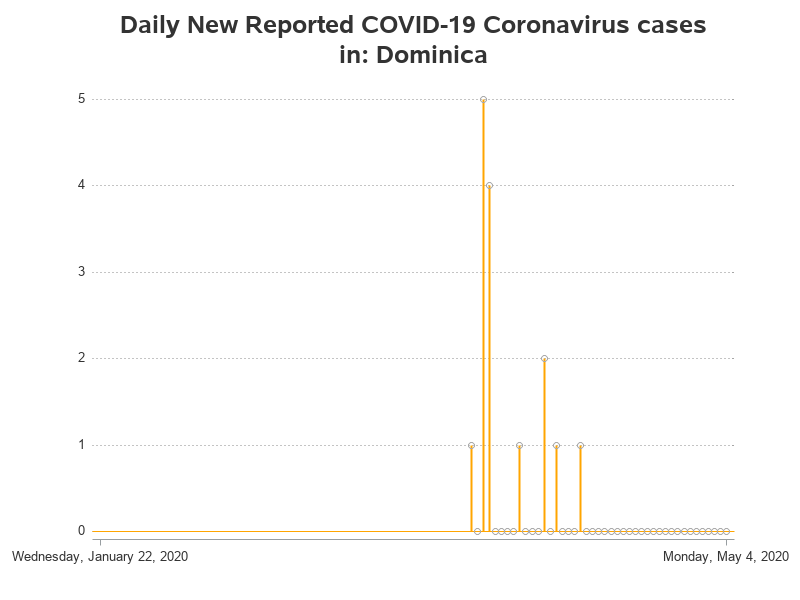 Daily New Reported COVID-19 Coronavirus cases
in: Dominica
5
4
3
2
1
0
Wednesday, January 22, 2020 Monday, May 4, 2020